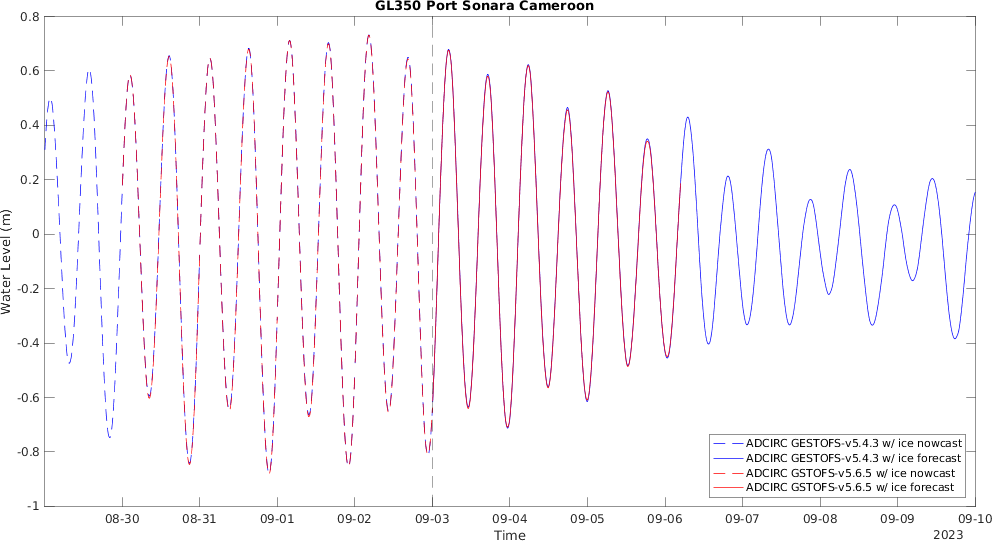 GL350 Port Sonara Cameroon
0.8
0.6
0.4
0.2
0
-0.2
-0.4
-0.6
-0.8
-1
Water Level (m)
ADCIRC GESTOFS-v5.4.3 w/ ice nowcast
ADCIRC GESTOFS-v5.4.3 w/ ice forecast
ADCIRC GSTOFS-v5.6.5 w/ ice nowcast
ADCIRC GSTOFS-v5.6.5 w/ ice forecast
08-30 08-31 09-01 09-02 09-03 09-04 09-05 09-06 09-07 09-08 09-09 09-10
Time
2023